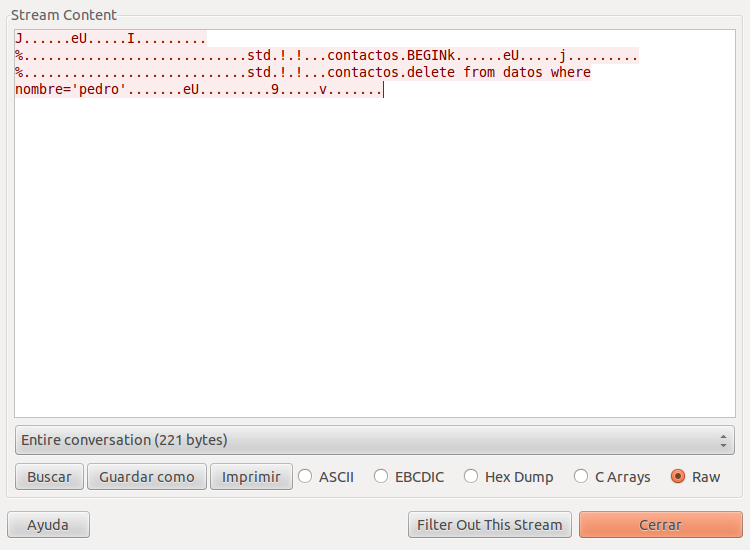 Stream Content
J......eU.....I.........
%............................std.!.!...contactos.BEGINk......eU.....j.........
%............................std.!.!...contactos.delete from datos where
nombre='pedro'.......eU.........9.....v.......
Entire conversation (221 bytes)
Buscar Guardar como Imprimir ASCII EBCDIC Hex Dump C Arrays Raw
Ayuda Filter Out This Stream Cerrar